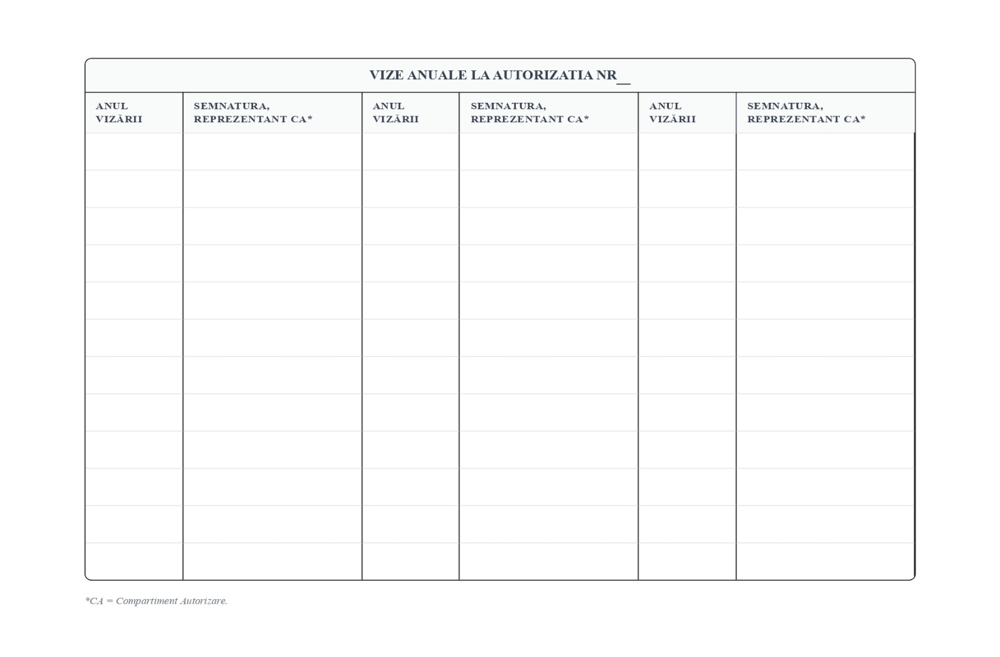 VIZE ANUALE LA AUTORIZATIA NR__
ANUL
VIZĂRII
SEMNATURA,
REPREZENTANT CA*
ANUL
VIZĂRII
SEMNATURA,
REPREZENTANT CA*
ANUL
VIZĂRII
SEMNATURA,
REPREZENTANT CA*
*CA = Compartiment Autorizare.